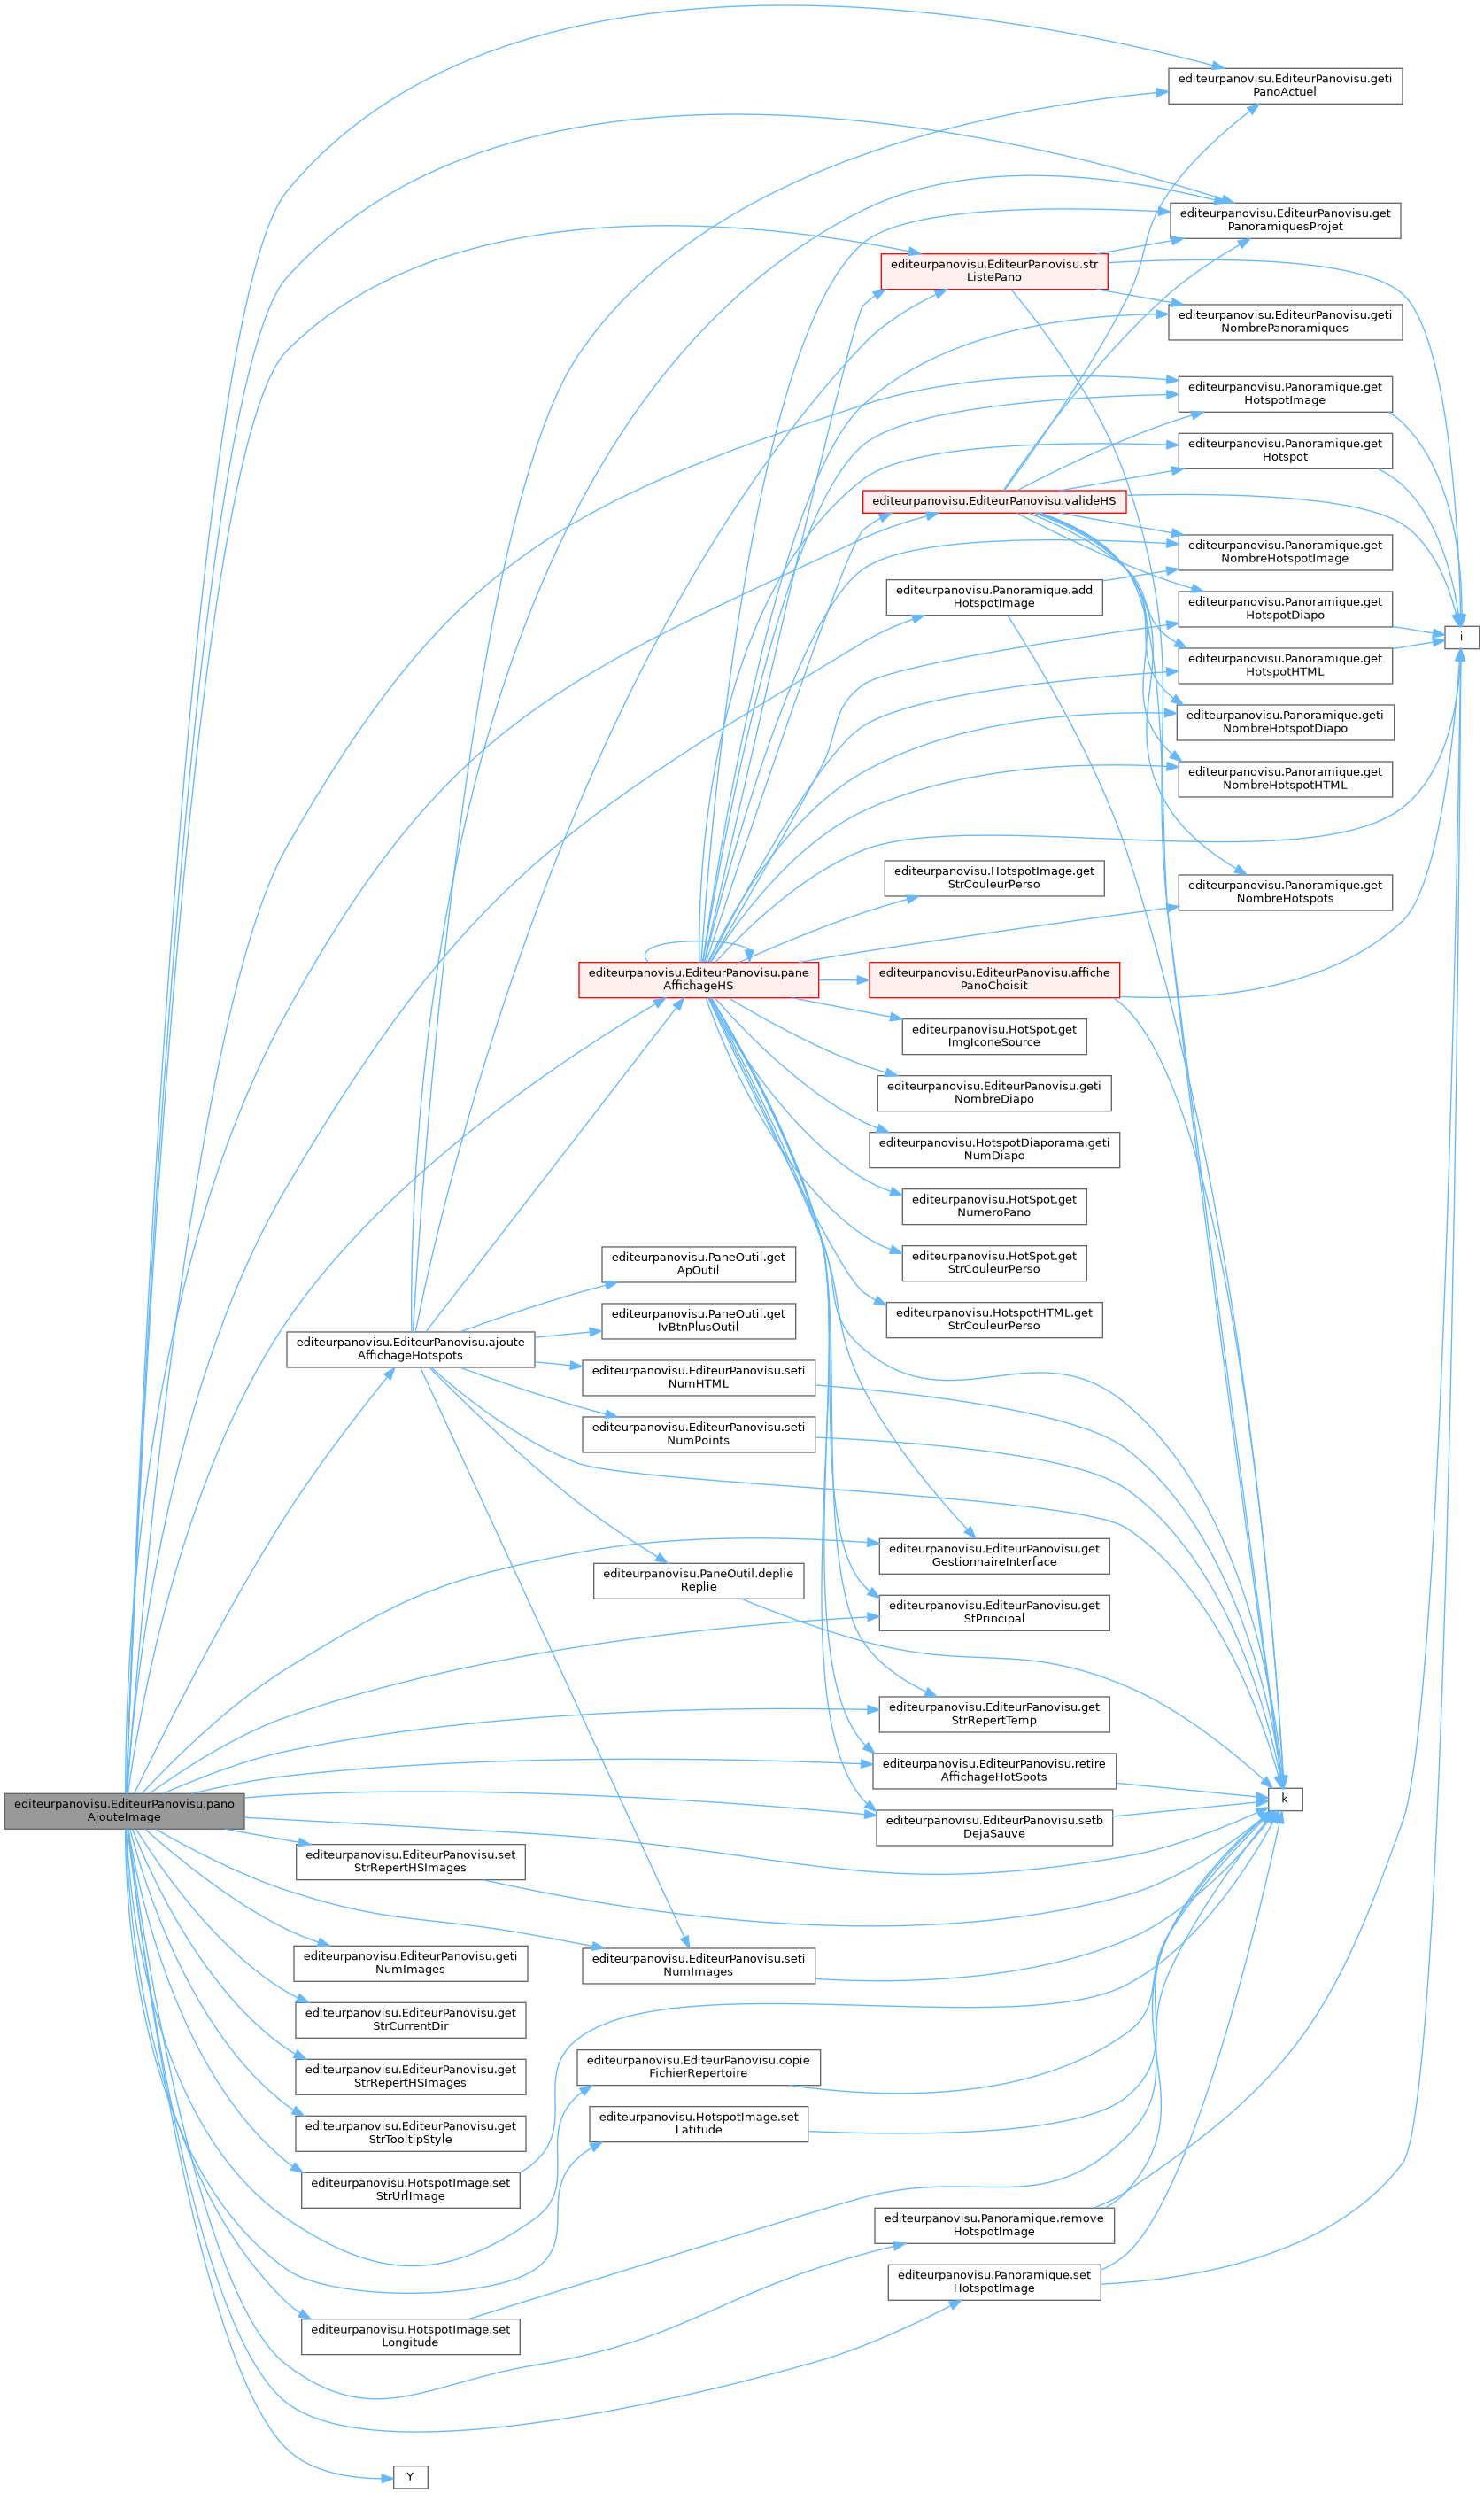 editeurpanovisu.EditeurPanovisu.geti
PanoActuel
editeurpanovisu.EditeurPanovisu.get
PanoramiquesProjet
editeurpanovisu.EditeurPanovisu.str
ListePano
editeurpanovisu.EditeurPanovisu.geti
NombrePanoramiques
editeurpanovisu.Panoramique.get
HotspotImage
editeurpanovisu.Panoramique.get
Hotspot
editeurpanovisu.EditeurPanovisu.valideHS
editeurpanovisu.Panoramique.get
NombreHotspotImage
editeurpanovisu.Panoramique.add
HotspotImage
editeurpanovisu.Panoramique.get
HotspotDiapo
i
editeurpanovisu.Panoramique.get
HotspotHTML
editeurpanovisu.Panoramique.geti
NombreHotspotDiapo
editeurpanovisu.Panoramique.get
NombreHotspotHTML
editeurpanovisu.HotspotImage.get
StrCouleurPerso
editeurpanovisu.Panoramique.get
NombreHotspots
editeurpanovisu.EditeurPanovisu.pane
AffichageHS
editeurpanovisu.EditeurPanovisu.affiche
PanoChoisit
editeurpanovisu.HotSpot.get
ImgIconeSource
editeurpanovisu.EditeurPanovisu.geti
NombreDiapo
editeurpanovisu.HotspotDiaporama.geti
NumDiapo
editeurpanovisu.HotSpot.get
NumeroPano
editeurpanovisu.PaneOutil.get
ApOutil
editeurpanovisu.HotSpot.get
StrCouleurPerso
editeurpanovisu.PaneOutil.get
IvBtnPlusOutil
editeurpanovisu.HotspotHTML.get
StrCouleurPerso
editeurpanovisu.EditeurPanovisu.ajoute
AffichageHotspots
editeurpanovisu.EditeurPanovisu.seti
NumHTML
editeurpanovisu.EditeurPanovisu.seti
NumPoints
editeurpanovisu.EditeurPanovisu.get
GestionnaireInterface
editeurpanovisu.PaneOutil.deplie
Replie
editeurpanovisu.EditeurPanovisu.get
StPrincipal
editeurpanovisu.EditeurPanovisu.get
StrRepertTemp
editeurpanovisu.EditeurPanovisu.retire
AffichageHotSpots
k
editeurpanovisu.EditeurPanovisu.pano
AjouteImage
editeurpanovisu.EditeurPanovisu.setb
DejaSauve
editeurpanovisu.EditeurPanovisu.set
StrRepertHSImages
editeurpanovisu.EditeurPanovisu.geti
NumImages
editeurpanovisu.EditeurPanovisu.seti
NumImages
editeurpanovisu.EditeurPanovisu.get
StrCurrentDir
editeurpanovisu.EditeurPanovisu.get
StrRepertHSImages
editeurpanovisu.EditeurPanovisu.copie
FichierRepertoire
editeurpanovisu.EditeurPanovisu.get
StrTooltipStyle
editeurpanovisu.HotspotImage.set
Latitude
editeurpanovisu.HotspotImage.set
StrUrlImage
editeurpanovisu.Panoramique.remove
HotspotImage
editeurpanovisu.Panoramique.set
HotspotImage
editeurpanovisu.HotspotImage.set
Longitude
Y